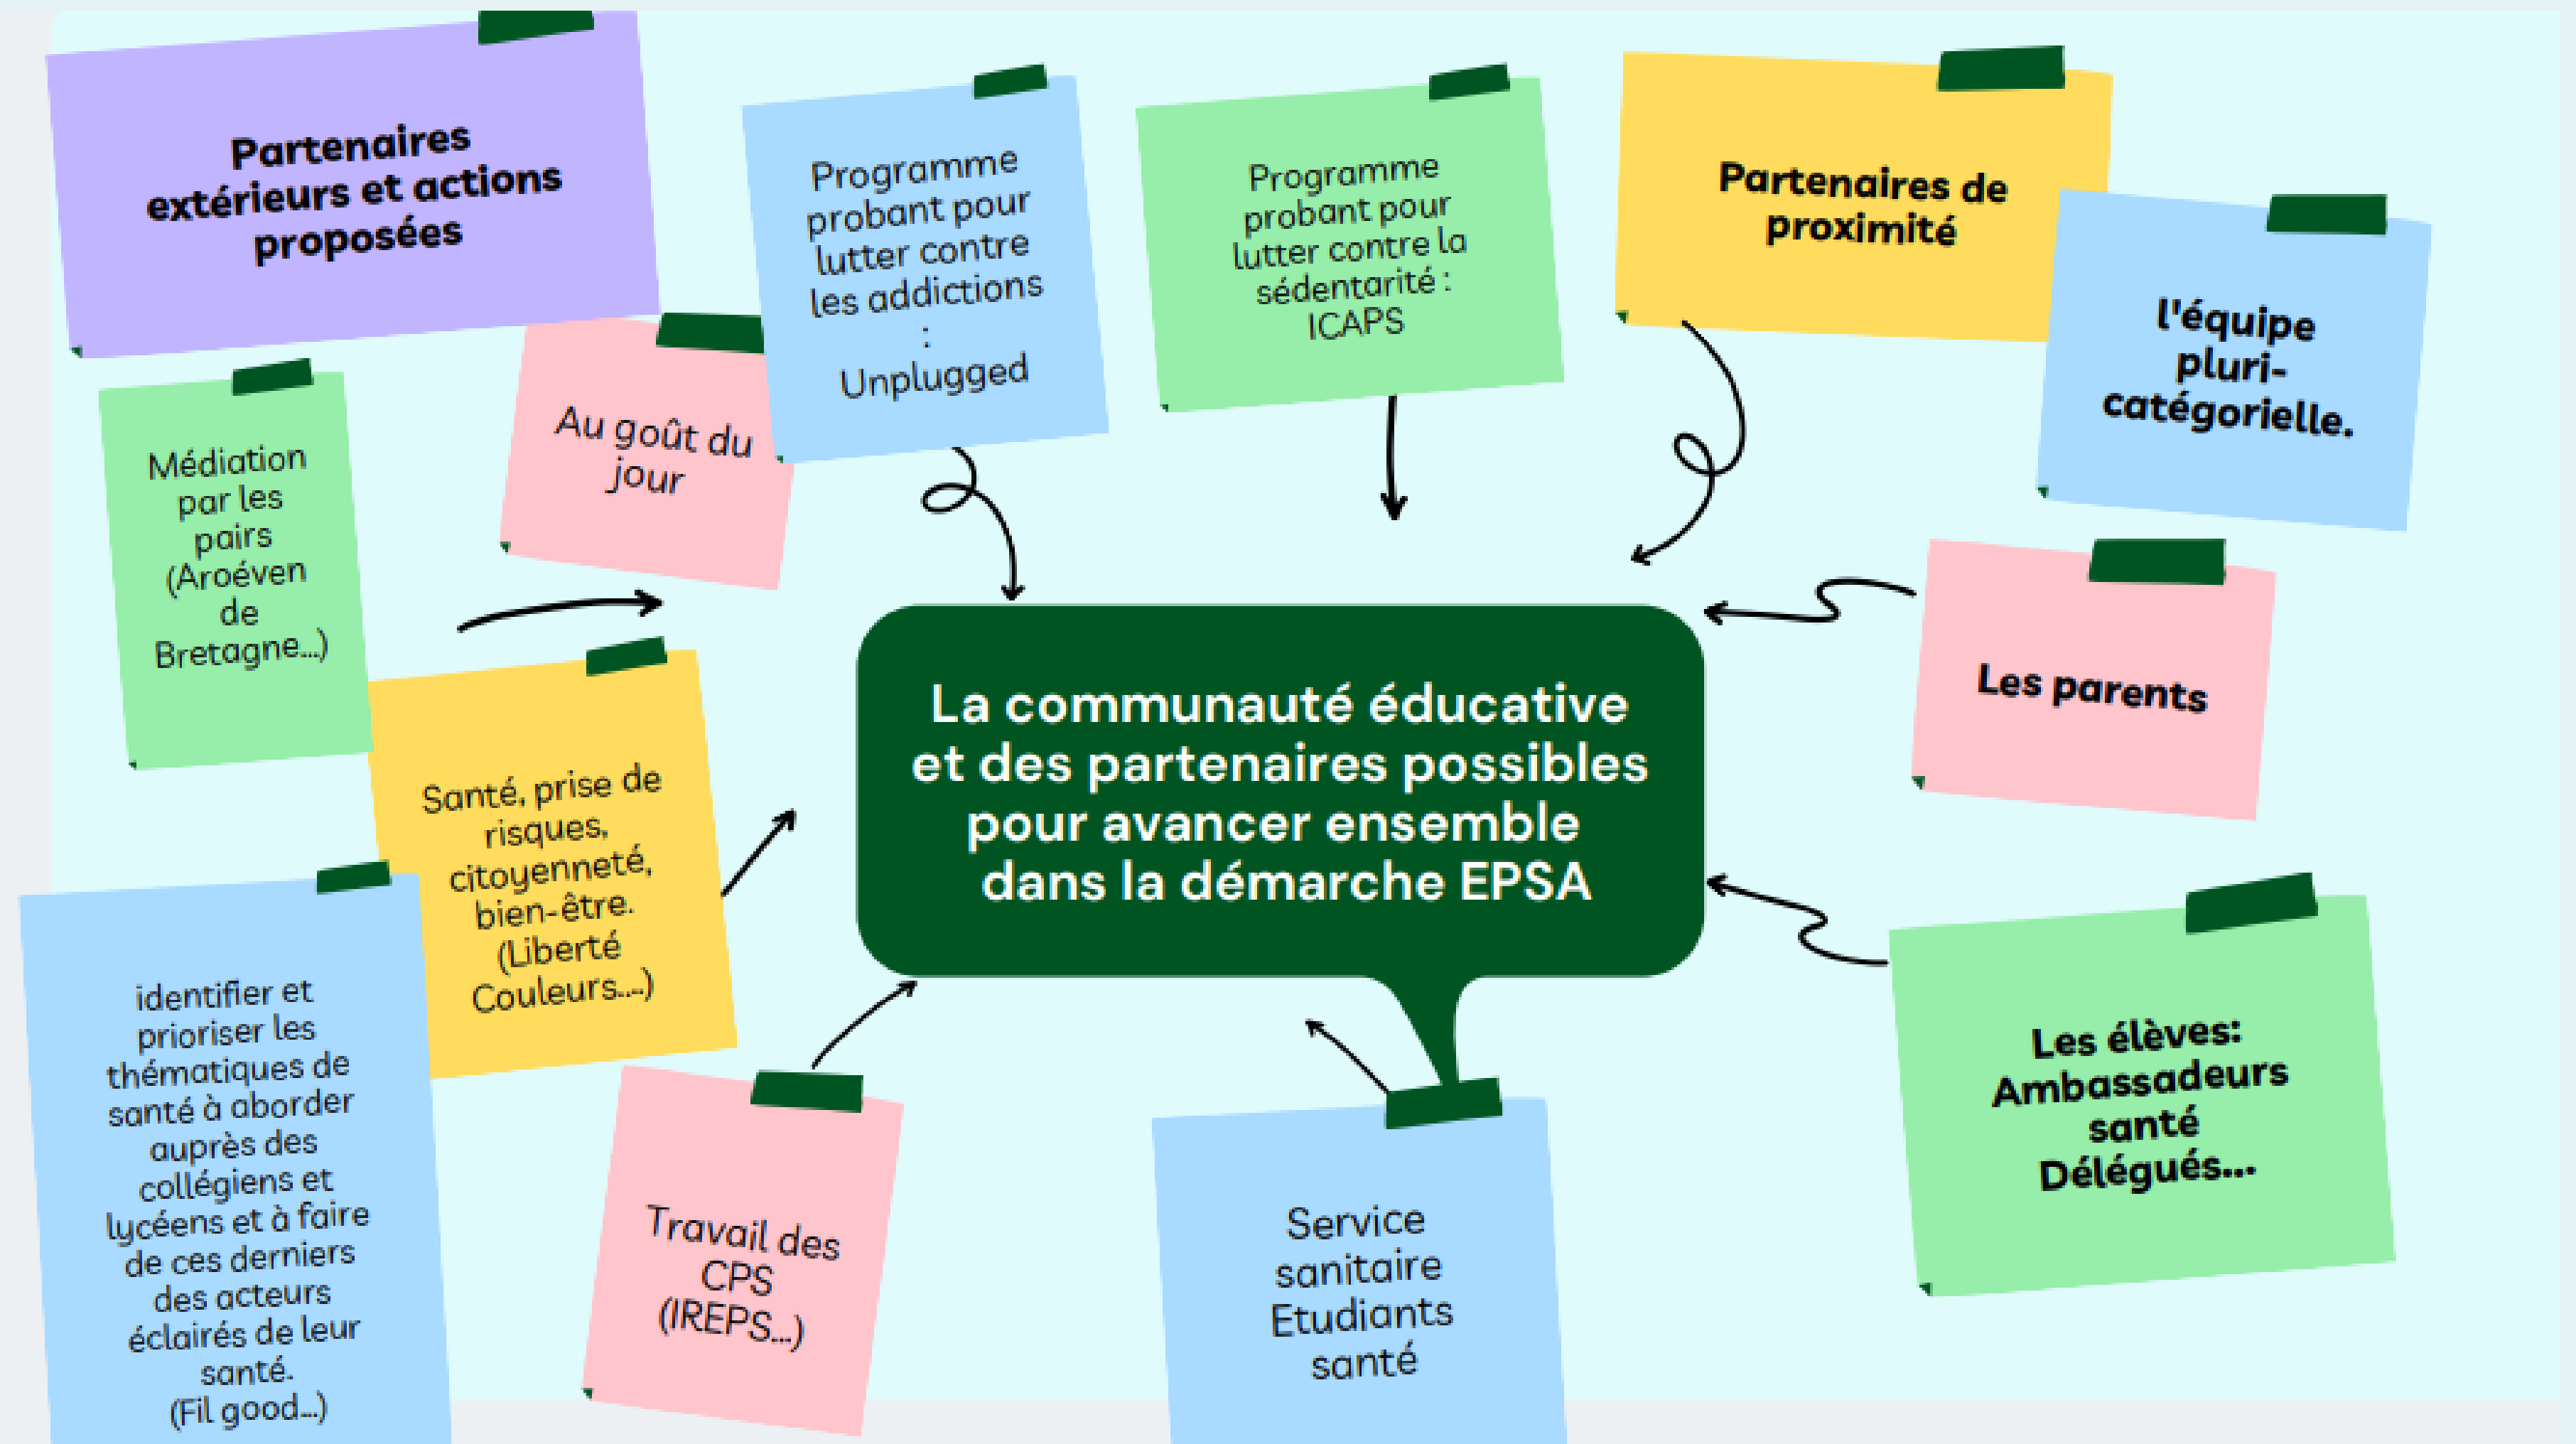 Partenaires
extérieurs et actions
proposées
Programme
probant pour
lutter contre
les addictions
:
Unplugged
Programme
probant pour
lutter contre la
sédentarité :
ICAPS
Partenaires de
proximité
l'équipe
pluri-
catégorielle.
Médiation
par les
pairs
(Aroéven
de
Bretagne...)
Au goût du
jour
Les parents
La communauté éducative
et des partenaires possibles
pour avancer ensemble
dans la démarche EPSA
Santé, prise de
risques,
citoyenneté,
bien-être.
(Liberté
Couleurs....)
identifier et
prioriser les
thématiques de
santé à aborder
auprès des
collégiens et
lycéens et à faire
de ces derniers
des acteurs
éclairés de leur
santé.
(Fil good...)
Travail des
CPS
(IREPS...)
Service
sanitaire
Etudiants
santé
Les élèves:
Ambassadeurs
santé
Délégués...